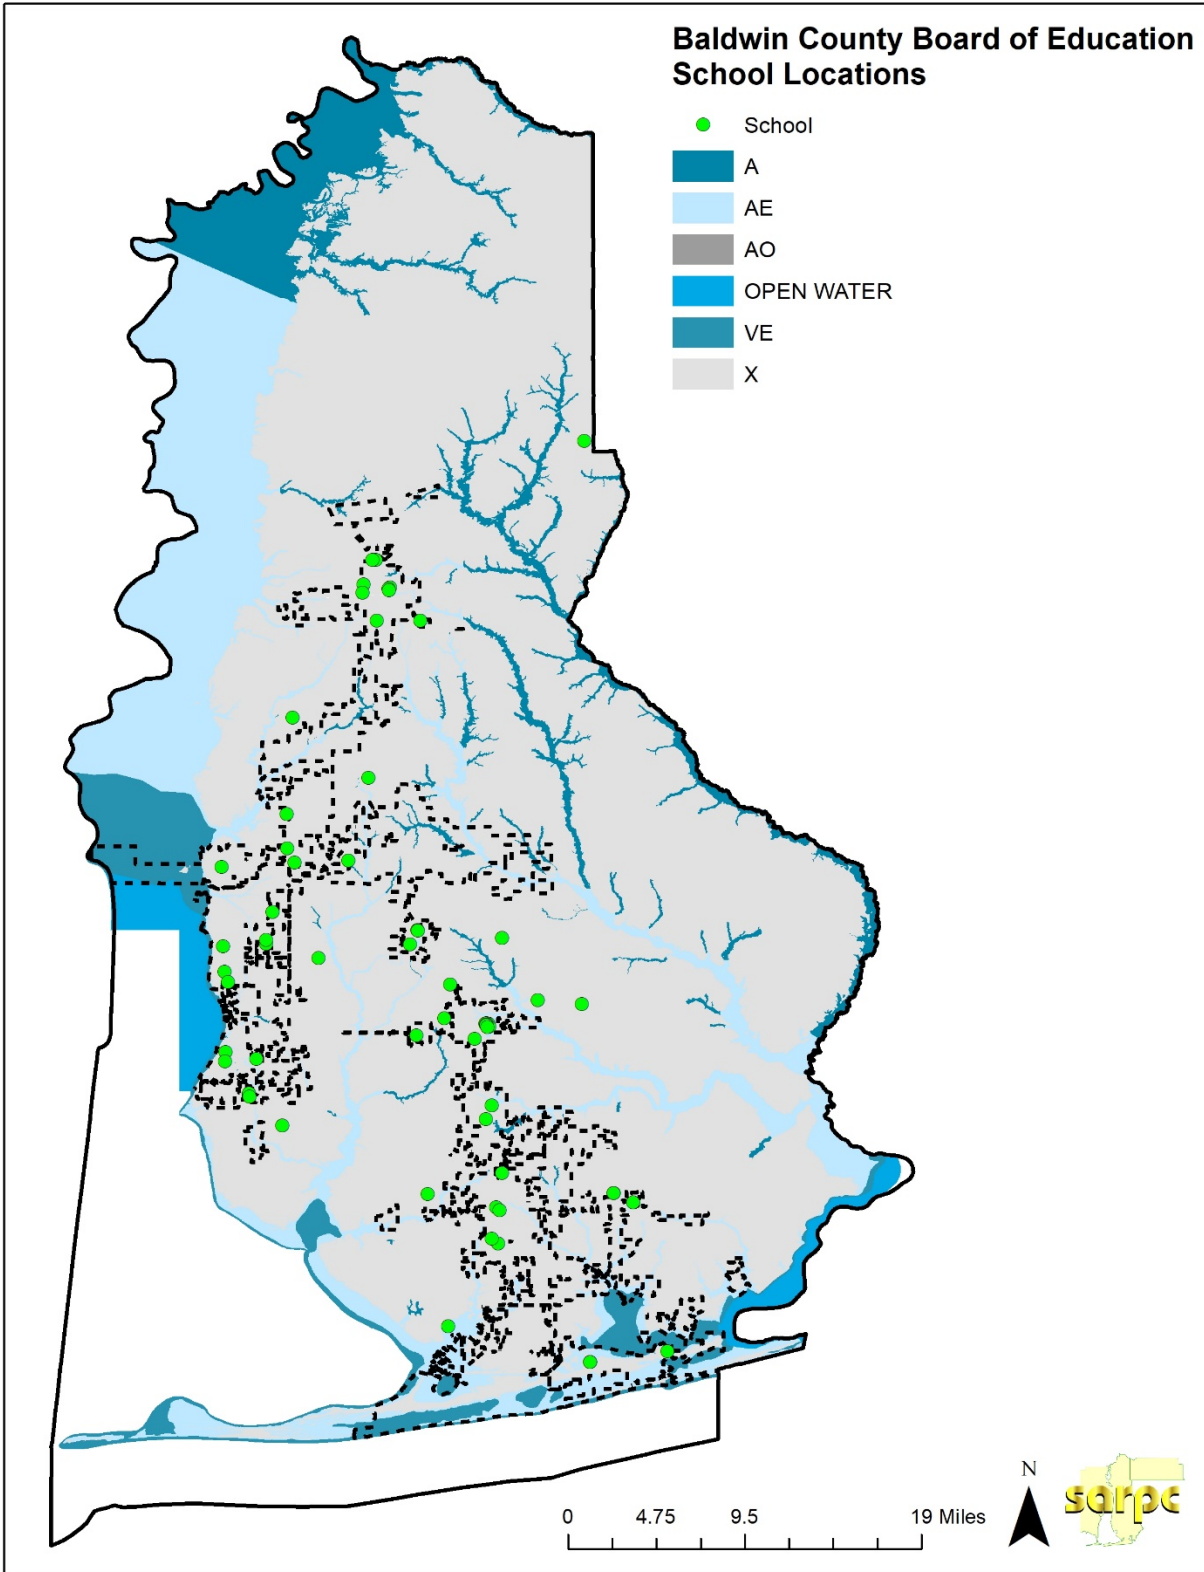 Baldwin County Board of Education
School Locations
School
A
AE
AO
OPEN WATER
VE
X
N
0 4.75 9.5 19 Miles
sarpc